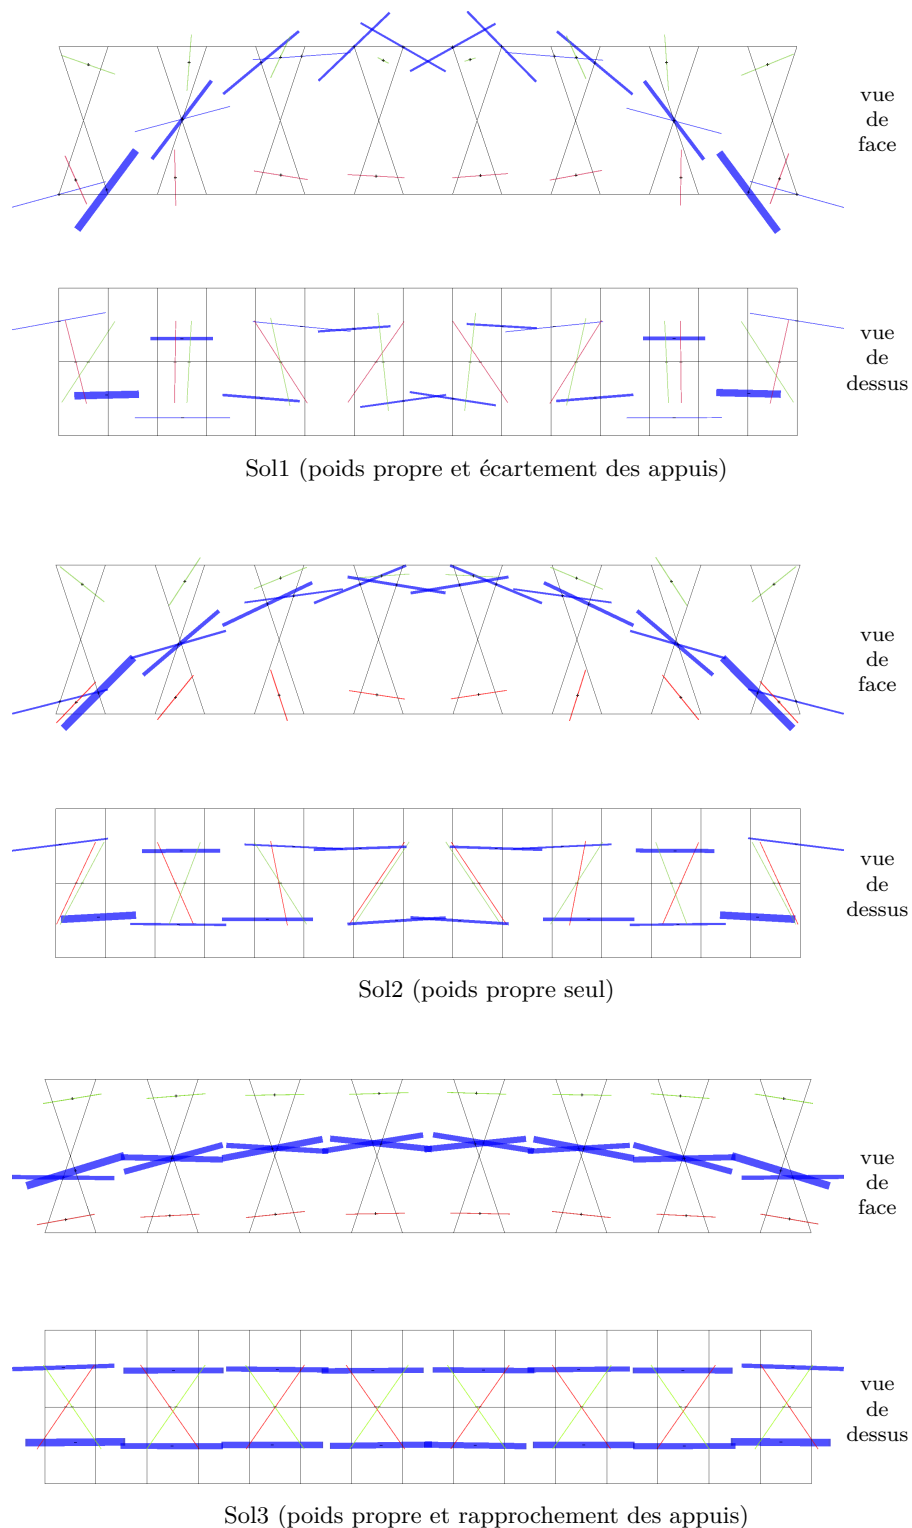 vue
de
face
vue
de
dessus
Sol1 (poids propre et écartement des appuis)
vue
de
face
vue
de
dessus
Sol2 (poids propre seul)
vue
de
face
vue
de
dessus
Sol3 (poids propre et rapprochement des appuis)